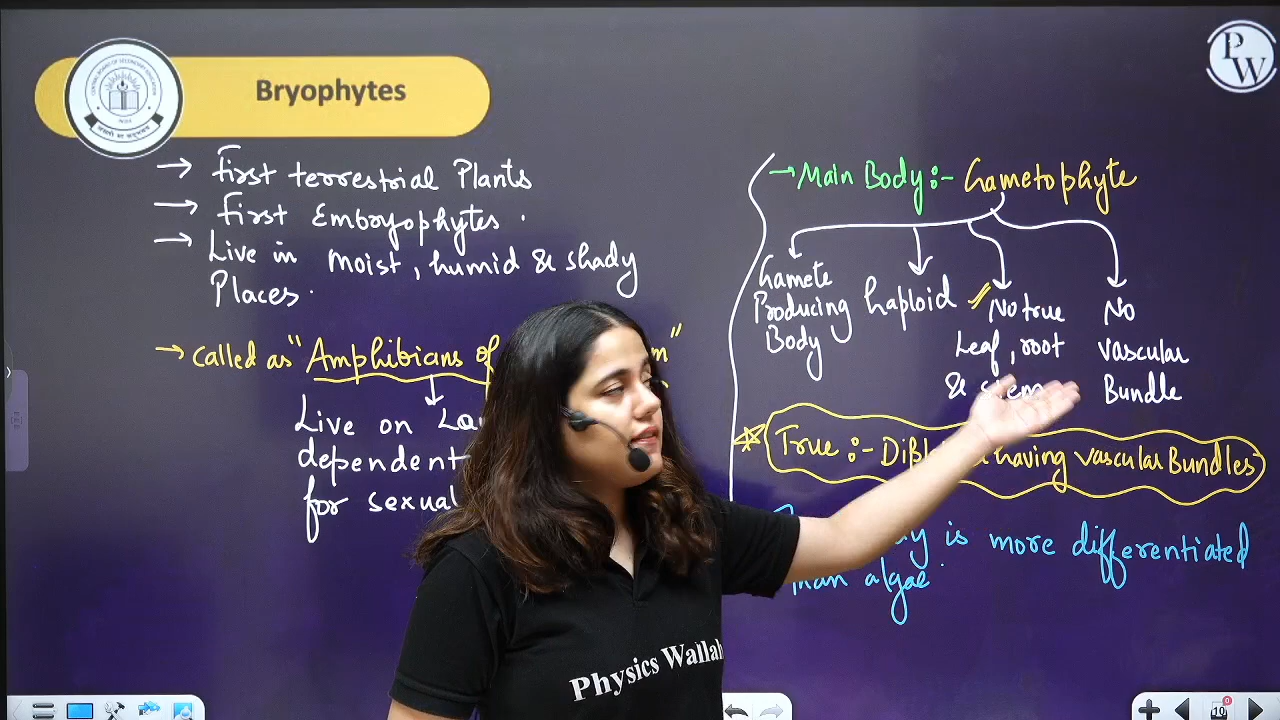 Bryophytes
P
W
→ First terrestrial Plants
→ First Embryophytes.
→ Live in moist, humid & shady
Places.
→ called as "Amphibians of
Live on
dependent
for sexual
→ Main Body:- Gametophyte
Gamete
Producing
Body
haploid
No true
Leaf, root
&
No
vascular
Bundle
True :- having vascular Bundles
is more differentiated
than algae.
Physics Wallah
10